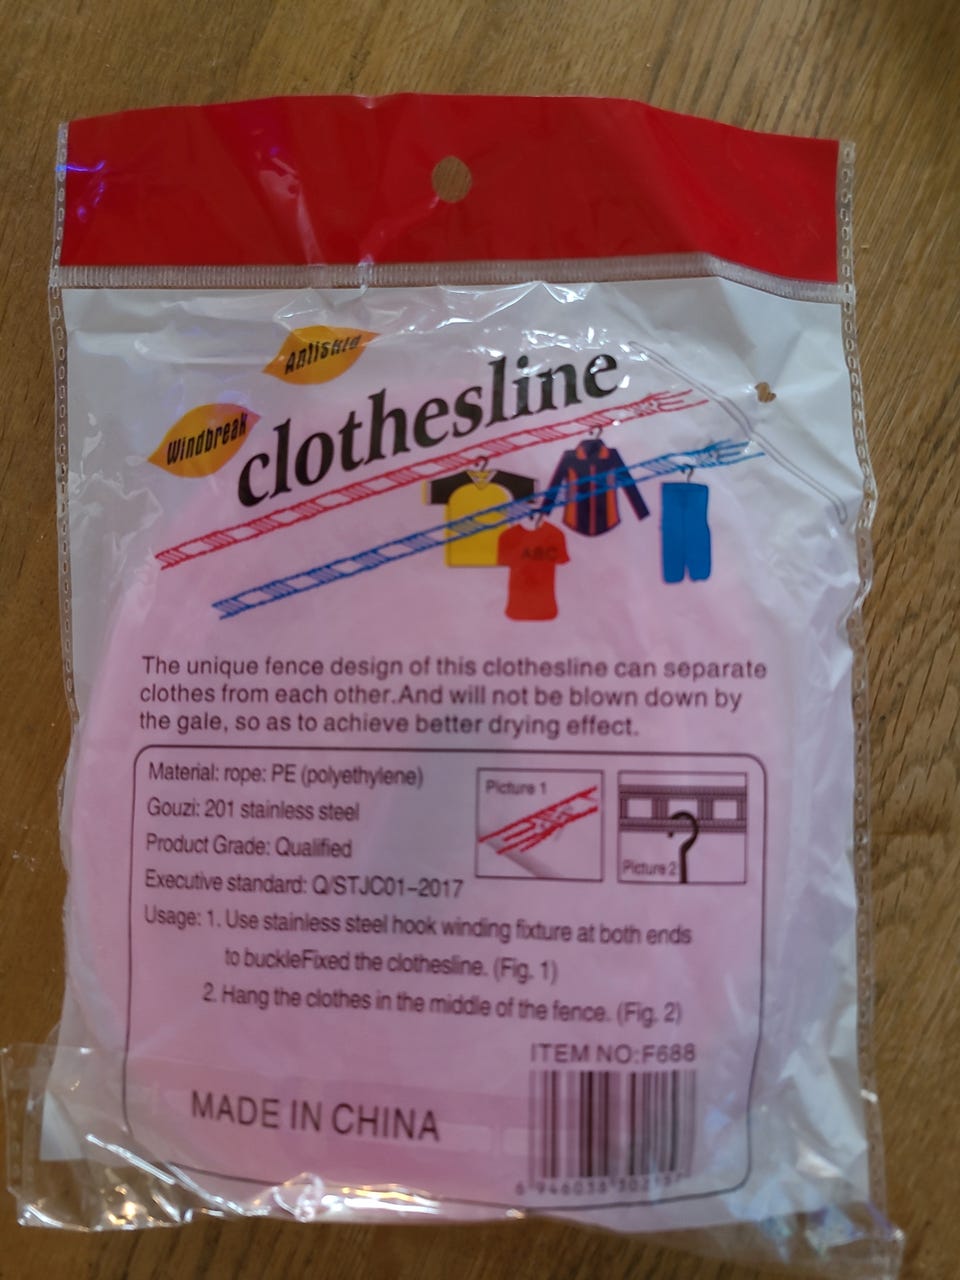 Antiskid
Windbreak
clothesline
ABC
The unique fence design of this clothesline can separate
clothes from each other.And will not be blown down by
the gale, so as to achieve better drying effect.
Material: rope: PE (polyethylene)
Gouzi: 201 stainless steel
Product Grade: Qualified
Executive standard: Q/STJC01-2017
Picture 1
Picture 2
Usage: 1. Use stainless steel hook winding fixture at both ends
to buckleFixed the clothesline. (Fig. 1)
2. Hang the clothes in the middle of the fence. (Fig. 2)
ITEM NO:F688
MADE IN CHINA